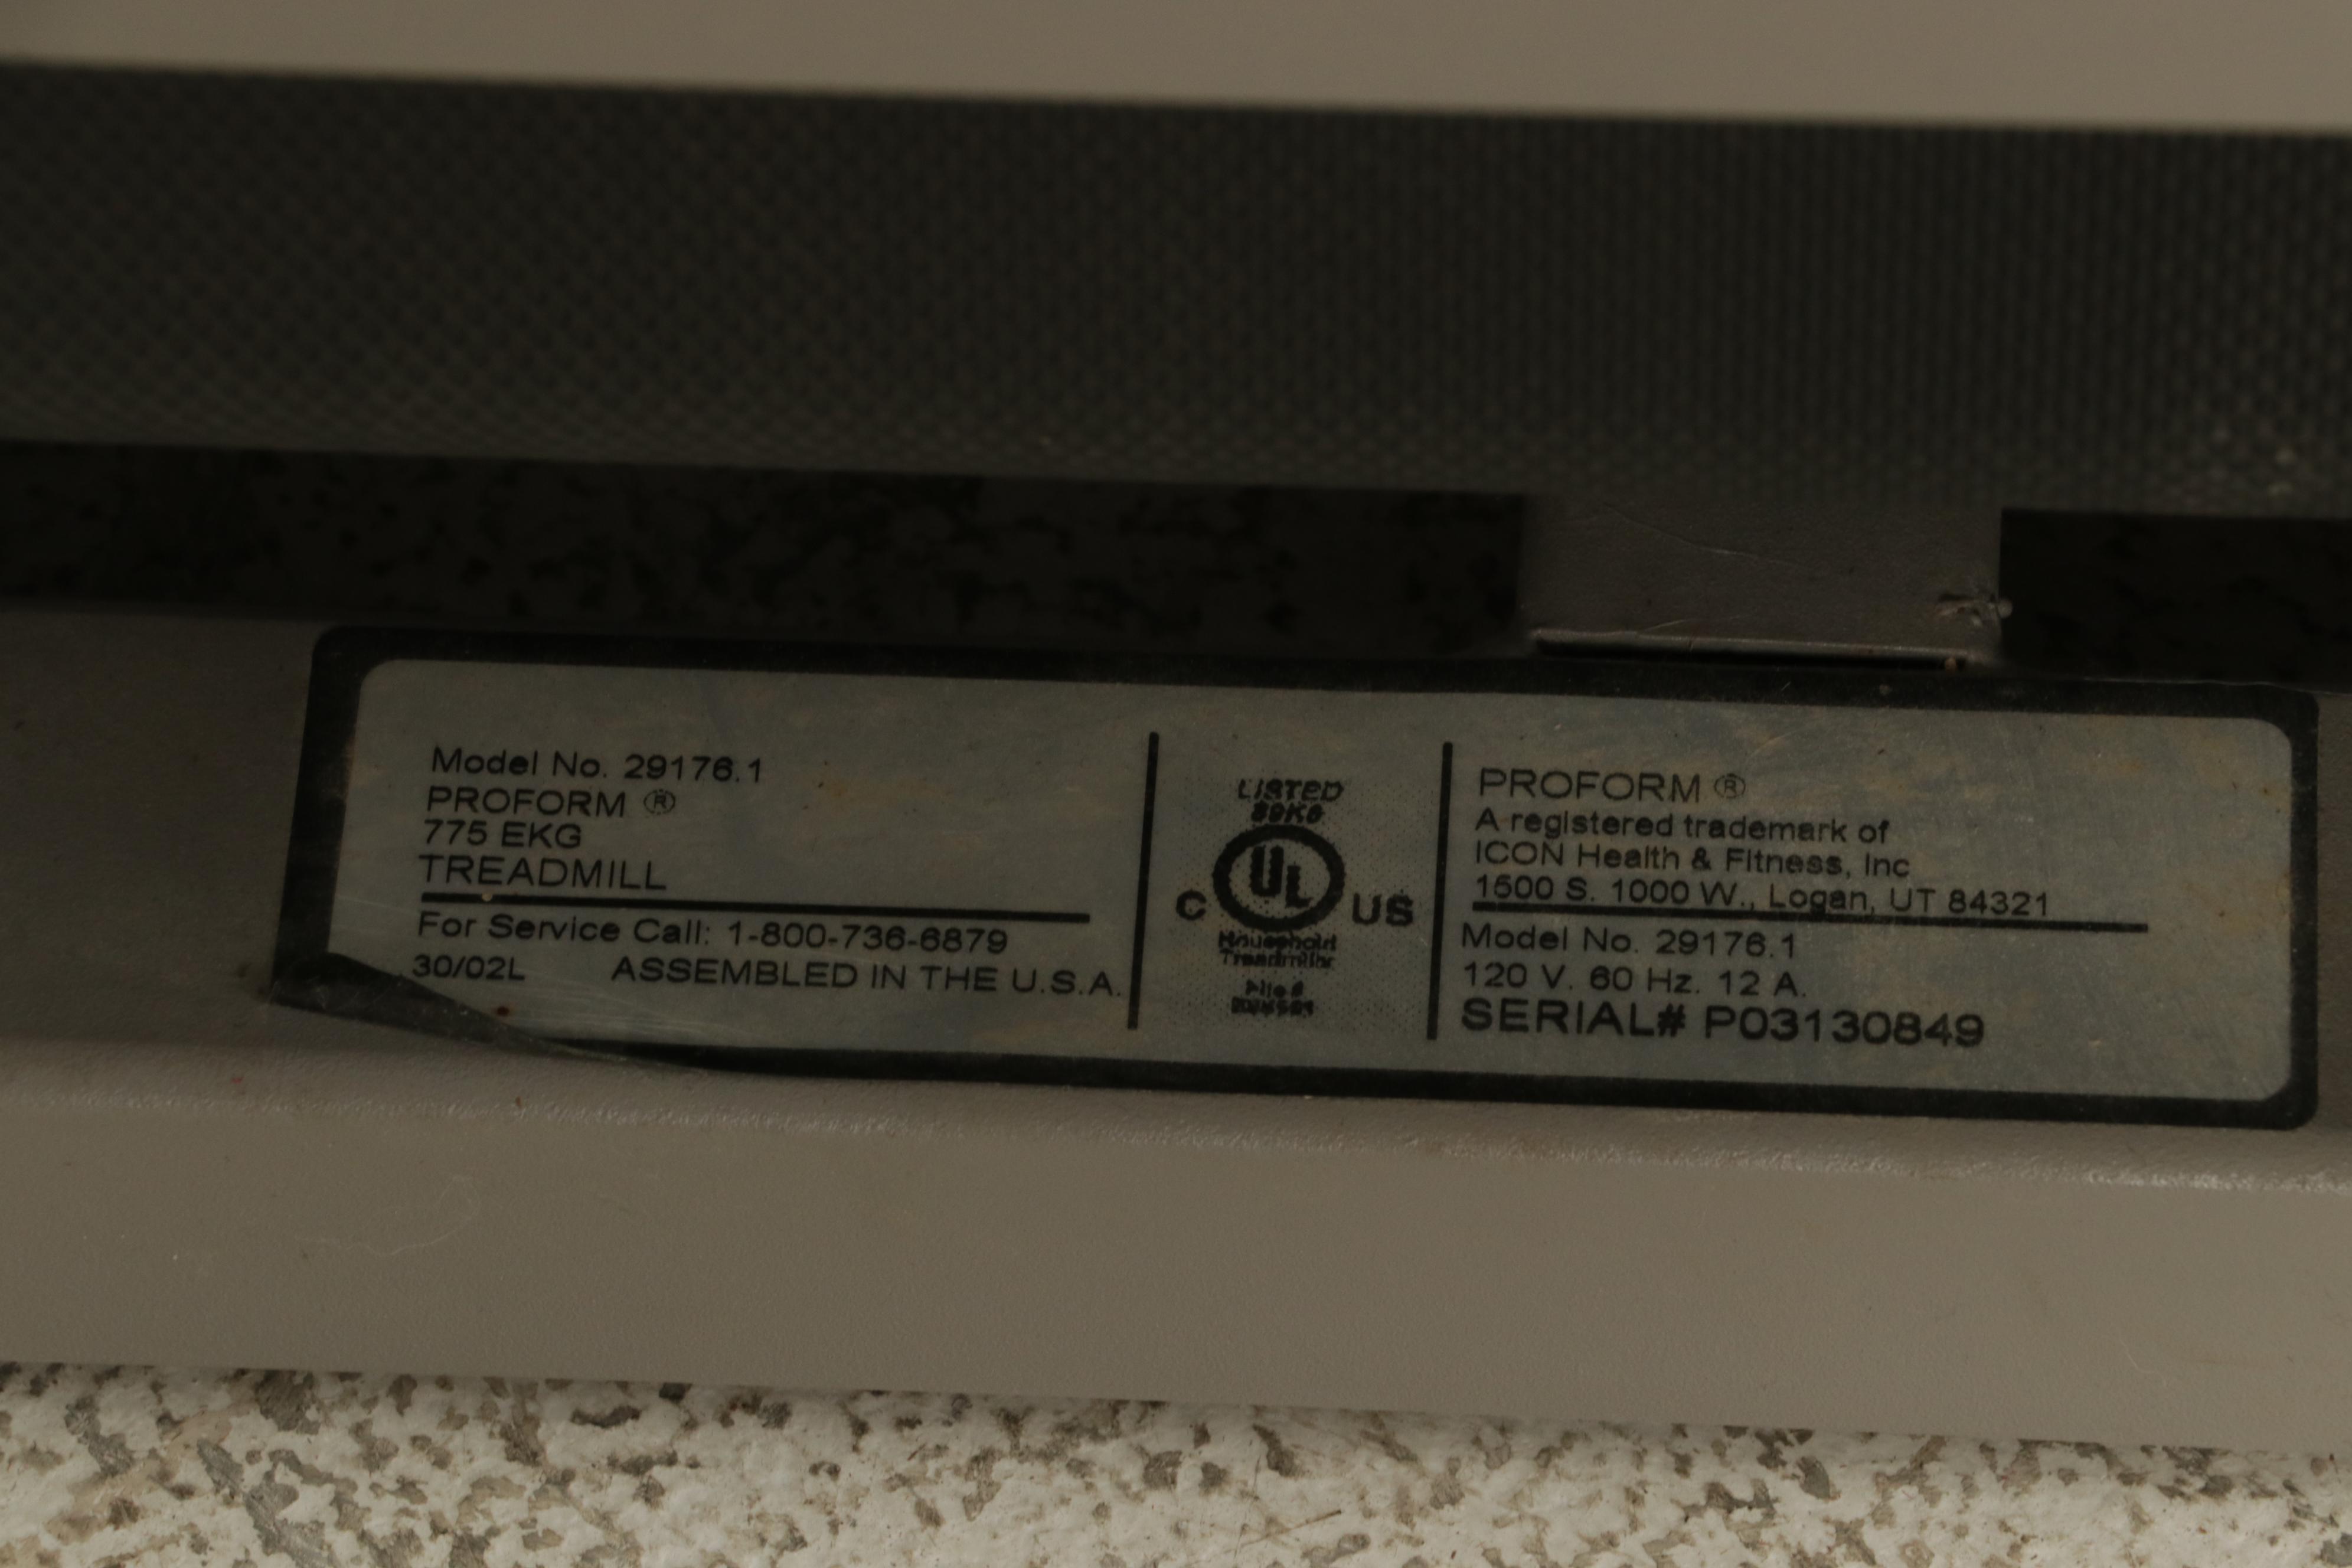 Model No. 29176.1
PROFORM ®
775 EKG
TREADMILL
For Service Call: 1-800-736-6879
30/02L ASSEMBLED IN THE U.S.A.
LISTED
C UL US
Household
Treadmill
PROFORM ®
A registered trademark of
ICON Health & Fitness, Inc
1500 S. 1000 W., Logan, UT 84321
Model No. 29176.1
120 V. 60 Hz. 12 A.
SERIAL# P03130849